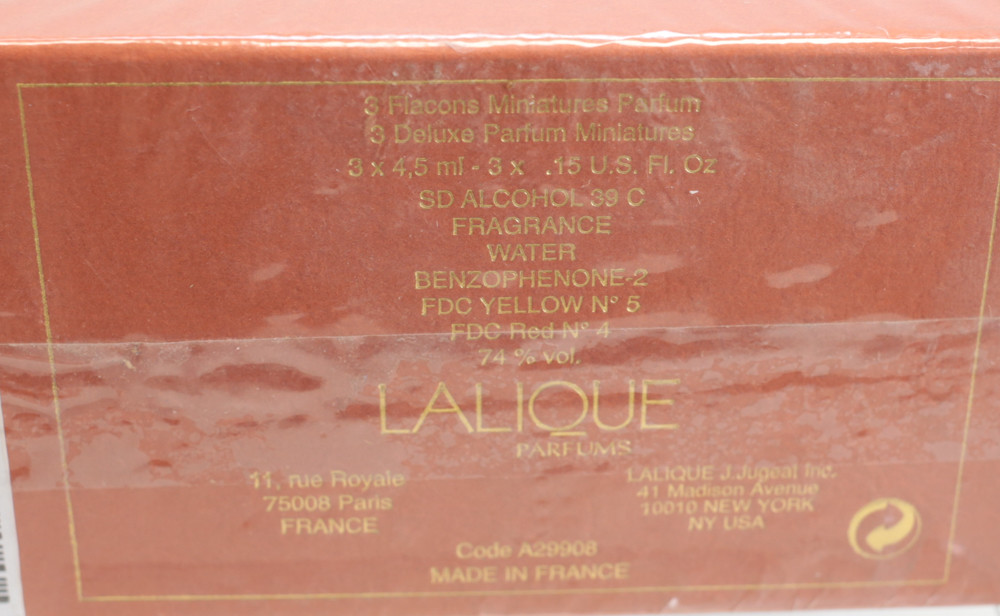 3 Flacons Miniatures Parfum
3 Deluxe Parfum Miniatures
3 x 4,5 ml - 3 x .15 U.S. Fl. Oz
SD ALCOHOL 39 C
FRAGRANCE
WATER
BENZOPHENONE-2
FDC YELLOW N° 5
FDC Red N° 4
74 % vol.
LALIQUE
PARFUMS
11, rue Royale
75008 Paris
FRANCE
LALIQUE J.Jugeat Inc.
41 Madison Avenue
10010 NEW YORK
NY USA
Code A29908
MADE IN FRANCE